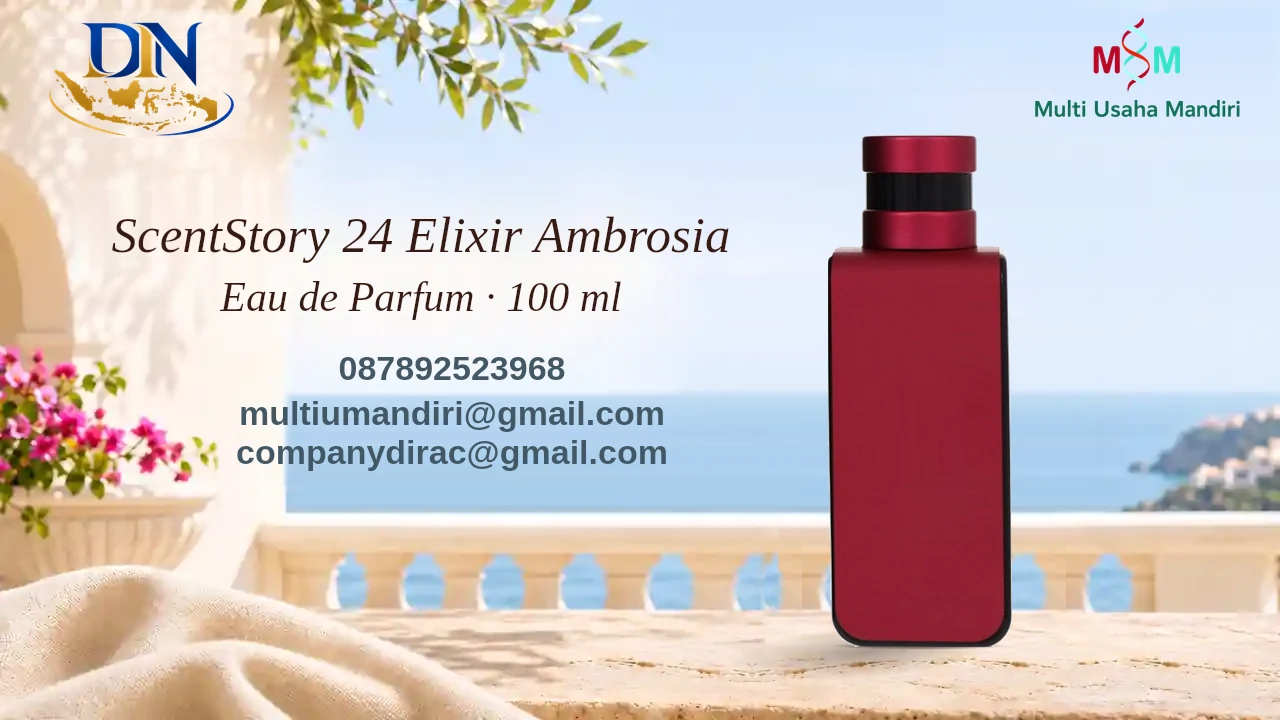 DIN
M M
Multi Usaha Mandiri
ScentStory 24 Elixir Ambrosia
Eau de Parfum · 100 ml
087892523968
multiumandiri@gmail.com
companydirac@gmail.com